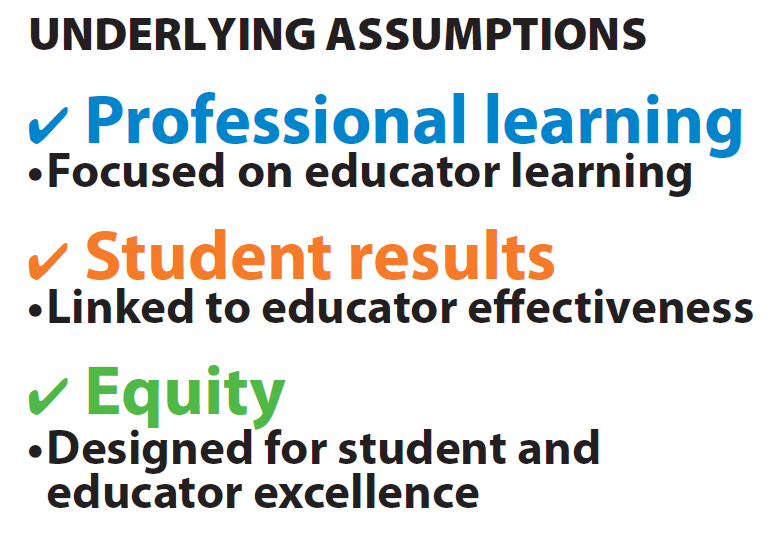 UNDERLYING ASSUMPTIONS
✔ Professional learning
•Focused on educator learning
✔ Student results
•Linked to educator effectiveness
✔ Equity
•Designed for student and
educator excellence